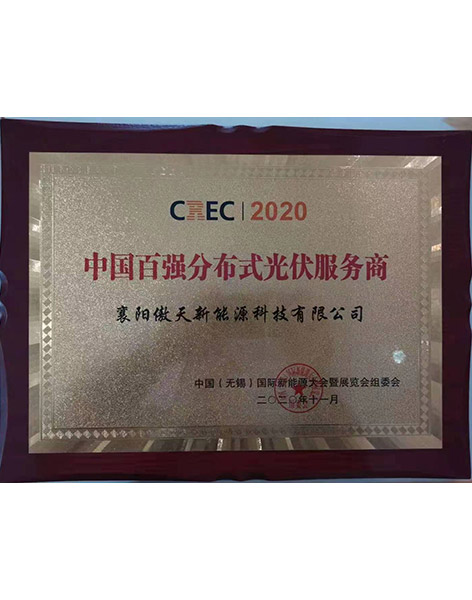 CREC | 2020
中国百强分布式光伏服务商
襄阳傲天新能源科技有限公司
中国（无锡）国际新能源大会暨展览会组委会
二〇二〇年十一月